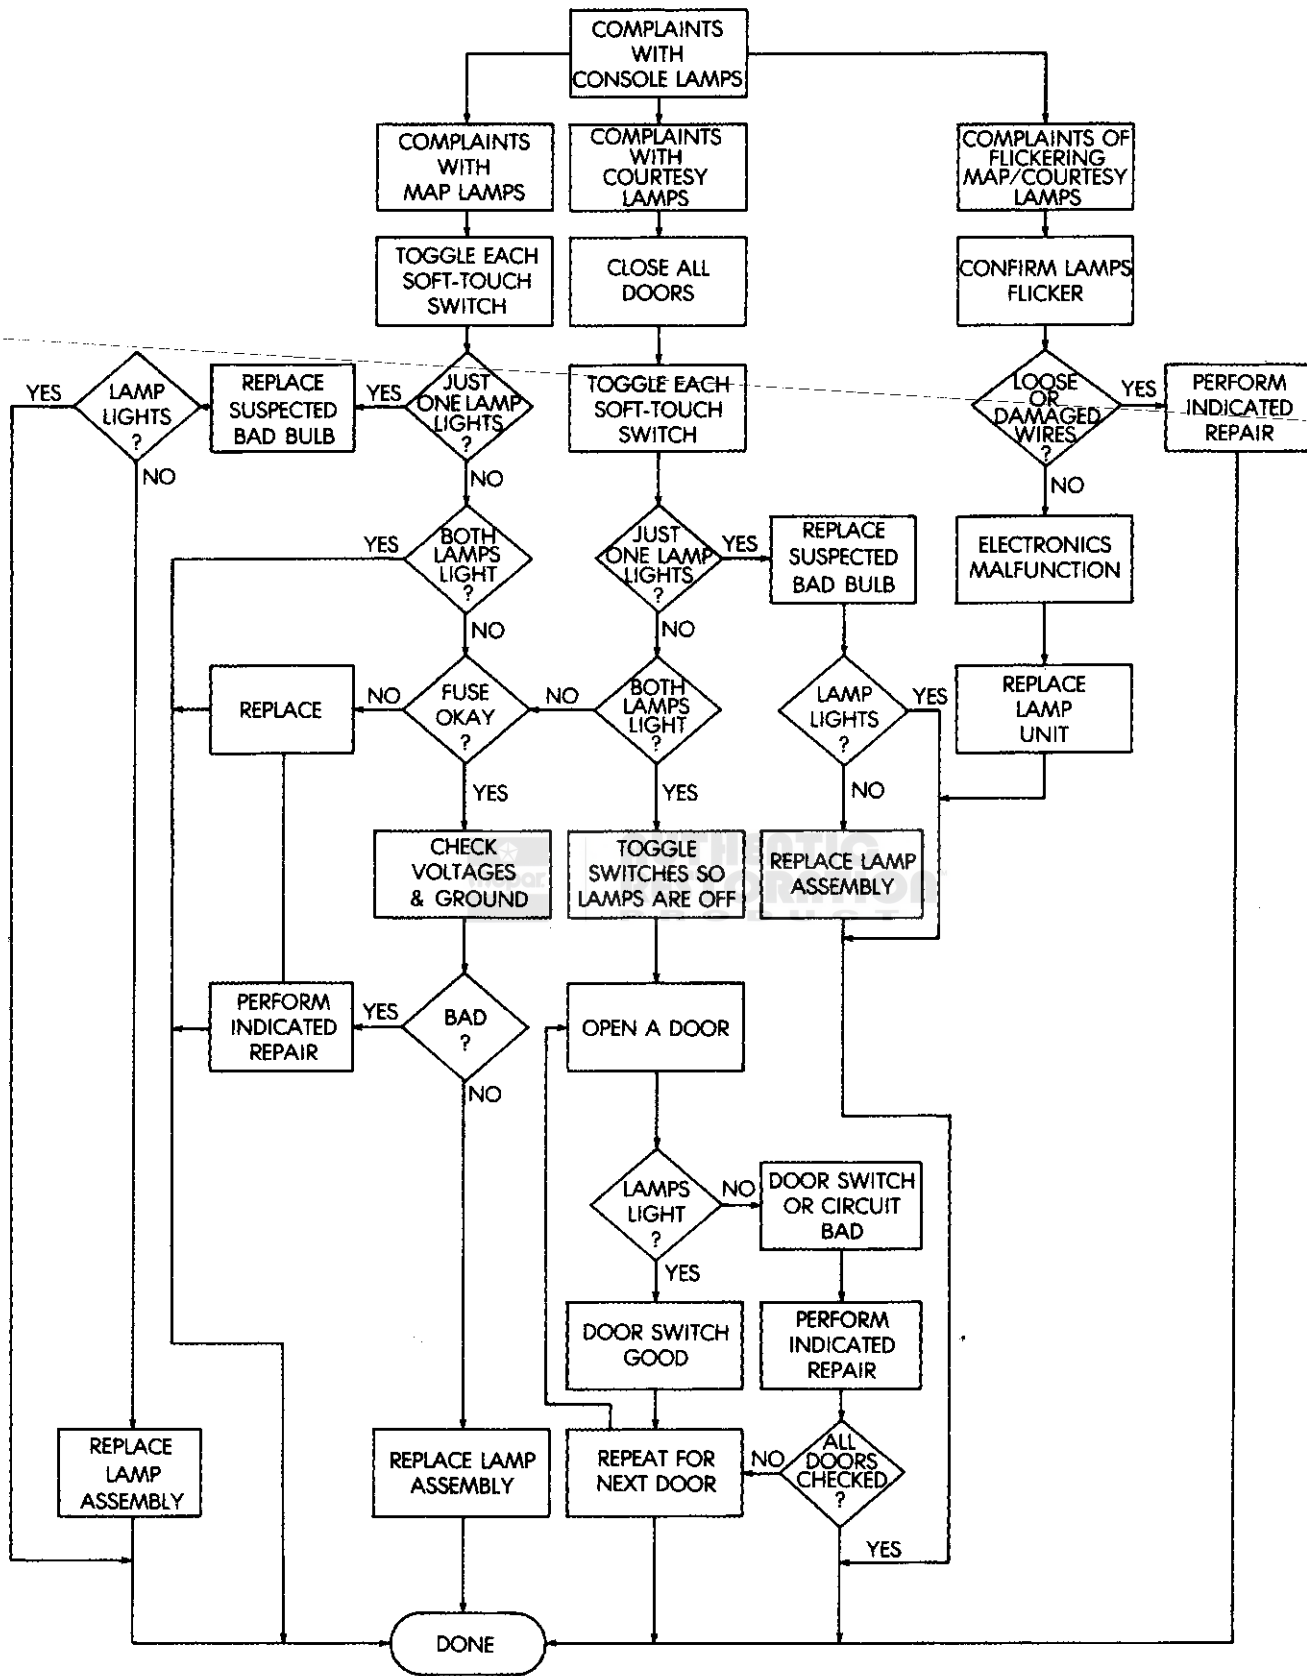 COMPLAINTS
WITH
CONSOLE LAMPS
COMPLAINTS
WITH
MAP LAMPS
COMPLAINTS
WITH
COURTESY
LAMPS
COMPLAINTS OF
FLICKERING
MAP/COURTESY
LAMPS
TOGGLE EACH
SOFT-TOUCH
SWITCH
CLOSE ALL
DOORS
CONFIRM LAMPS
FLICKER
YES
LAMP
LIGHTS
?
NO
REPLACE
SUSPECTED
BAD BULB
YES
JUST
ONE LAMP
LIGHTS
?
NO
TOGGLE EACH
SOFT-TOUCH
SWITCH
LOOSE
OR
DAMAGED
WIRES
?
NO
YES
PERFORM
INDICATED
REPAIR
YES
BOTH
LAMPS
LIGHT
?
NO
JUST
ONE LAMP
LIGHTS
?
NO
YES
REPLACE
SUSPECTED
BAD BULB
ELECTRONICS
MALFUNCTION
REPLACE
NO
FUSE
OKAY
?
YES
NO
BOTH
LAMPS
LIGHT
?
YES
LAMP
LIGHTS
?
NO
YES
REPLACE
LAMP
UNIT
CHECK
VOLTAGES
& GROUND
TOGGLE
SWITCHES SO
LAMPS ARE OFF
REPLACE LAMP
ASSEMBLY
mopar
AUTHENTIC
RESTORATION
PRODUCT
PERFORM
INDICATED
REPAIR
YES
BAD
?
NO
OPEN A DOOR
LAMPS
LIGHT
?
YES
NO
DOOR SWITCH
OR CIRCUIT
BAD
DOOR SWITCH
GOOD
PERFORM
INDICATED
REPAIR
REPLACE
LAMP
ASSEMBLY
REPLACE LAMP
ASSEMBLY
REPEAT FOR
NEXT DOOR
NO
ALL
DOORS
CHECKED
?
YES
DONE